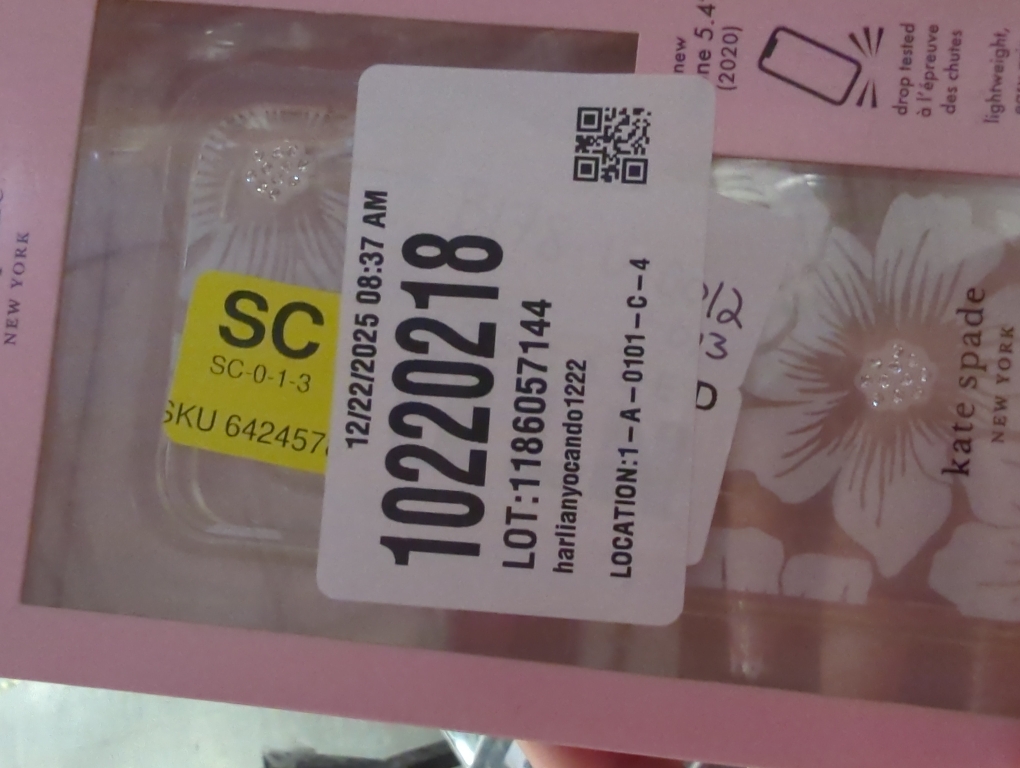 NEW YORK
SC
SC-0-1-3
SKU 642457
12/22/2025 08:37 AM
10220218
LOT:1186057144
harlianyocando1222
LOCATION:1-A-0101-C-4
new
ne 5.4
(2020)
drop tested
à l'épreuve
des chutes
lightweight,
kate spade
NEW YORK